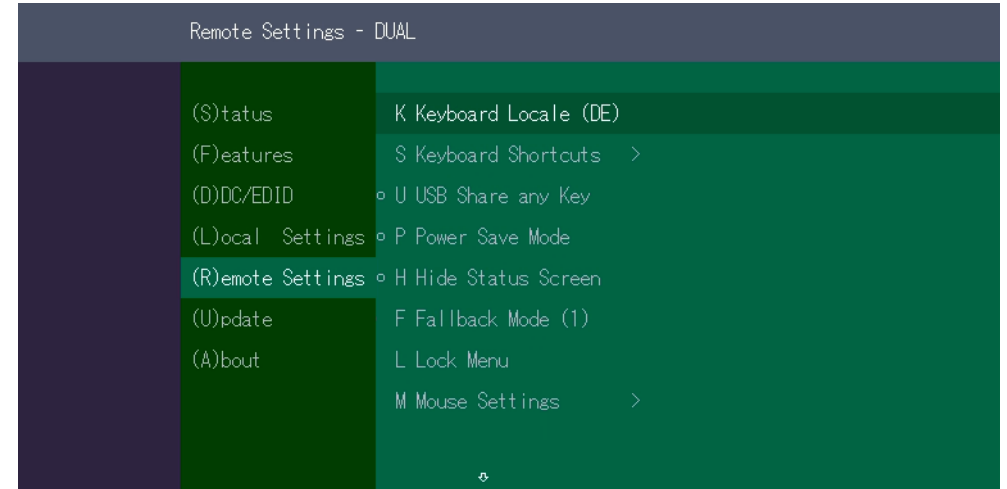 Remote Settings - DUAL
(S)tatus
(F)eatures
(D)DC/EDID
(L)ocal Settings
(R)emote Settings
(U)pdate
(A)bout
K Keyboard Locale (DE)
S Keyboard Shortcuts >
U USB Share any Key
P Power Save Mode
H Hide Status Screen
F Fallback Mode (1)
L Lock Menu
M Mouse Settings >